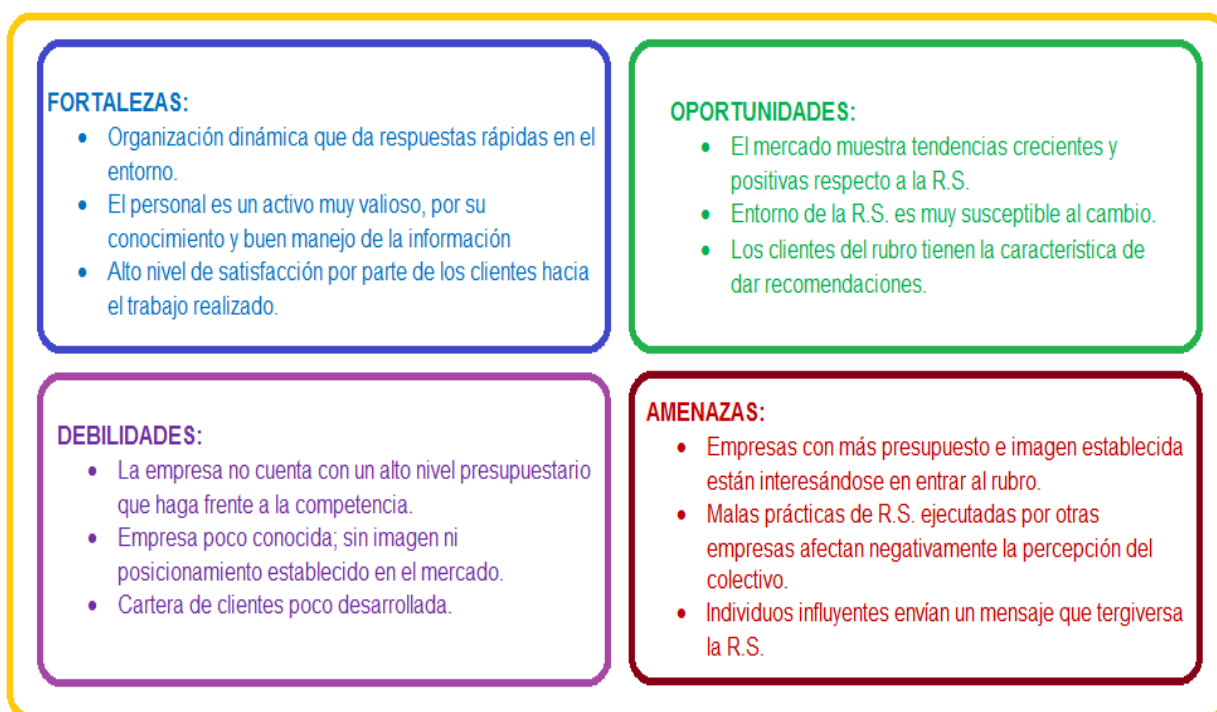 FORTALEZAS:
• Organización dinámica que da respuestas rápidas en el
entorno.
• El personal es un activo muy valioso, por su
conocimiento y buen manejo de la información
• Alto nivel de satisfacción por parte de los clientes hacia
el trabajo realizado.
OPORTUNIDADES:
• El mercado muestra tendencias crecientes y
positivas respecto a la R.S.
• Entorno de la R.S. es muy susceptible al cambio.
• Los clientes del rubro tienen la característica de
dar recomendaciones.
DEBILIDADES:
• La empresa no cuenta con un alto nivel presupuestario
que haga frente a la competencia.
• Empresa poco conocida; sin imagen ni
posicionamiento establecido en el mercado.
• Cartera de clientes poco desarrollada.
AMENAZAS:
• Empresas con más presupuesto e imagen establecida
están interesándose en entrar al rubro.
• Malas prácticas de R.S. ejecutadas por otras
empresas afectan negativamente la percepción del
colectivo.
• Individuos influyentes envían un mensaje que tergiversa
la R.S.